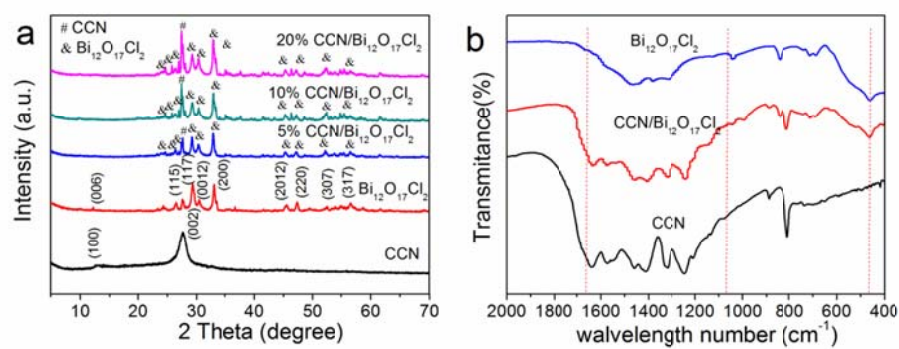 a
# CCN
& Bi₁₂O₁₇Cl₂
#
& & & & & & & & & &
20% CCN/Bi₁₂O₁₇Cl₂
#
& & & & & & & & & &
10% CCN/Bi₁₂O₁₇Cl₂
#
& & & & & & & & & &
5% CCN/Bi₁₂O₁₇Cl₂
(006) (115) (117) (0012) (200) (2012) (220) (307) (317)
Bi₁₂O₁₇Cl₂
(100) (002)
CCN
Intensity (a.u.)
10 20 30 40 50 60 70
2 Theta (degree)
b
Bi₁₂O₁₇Cl₂
CCN/Bi₁₂O₁₇Cl₂
CCN
Transmitance(%)
2000 1800 1600 1400 1200 1000 800 600 400
wavelength number (cm⁻¹)